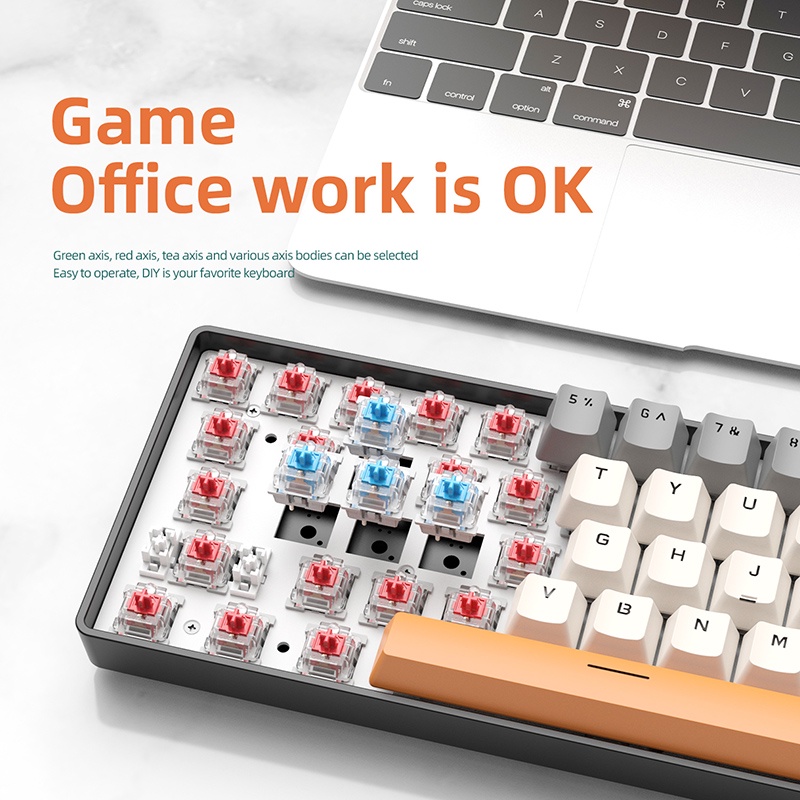 caps lock
A
S
D
F
R
T
G
shift
Z
X
C
V
fn
control
alt
option
⌘
command
Game
Office work is OK
Green axis, red axis, tea axis and various axis bodies can be selected
Easy to operate, DIY is your favorite keyboard
5 %
6 ^
7 &
8
T
Y
U
G
H
J
V
B
N
M